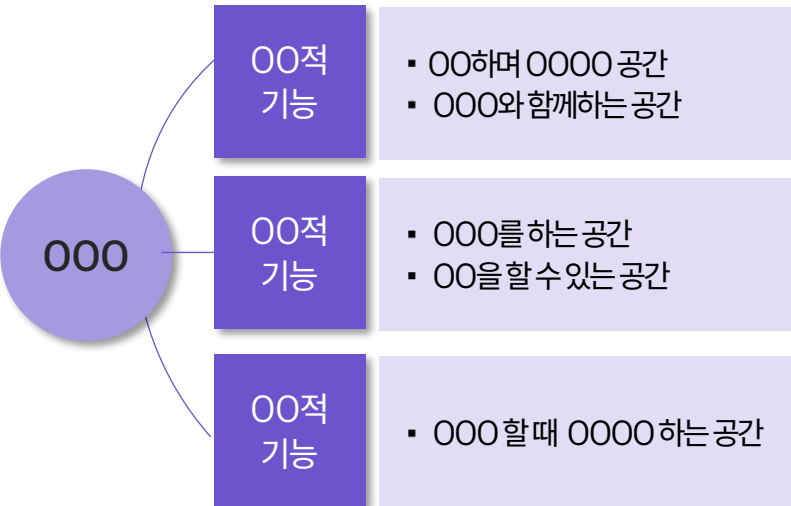 OOO
OO적
기능
▪ OO하며 OOOO 공간
▪ OOO와 함께하는 공간
OO적
기능
▪ OOO를 하는 공간
▪ OO을 할 수 있는 공간
OO적
기능
▪ OOO 할 때 OOOO 하는 공간